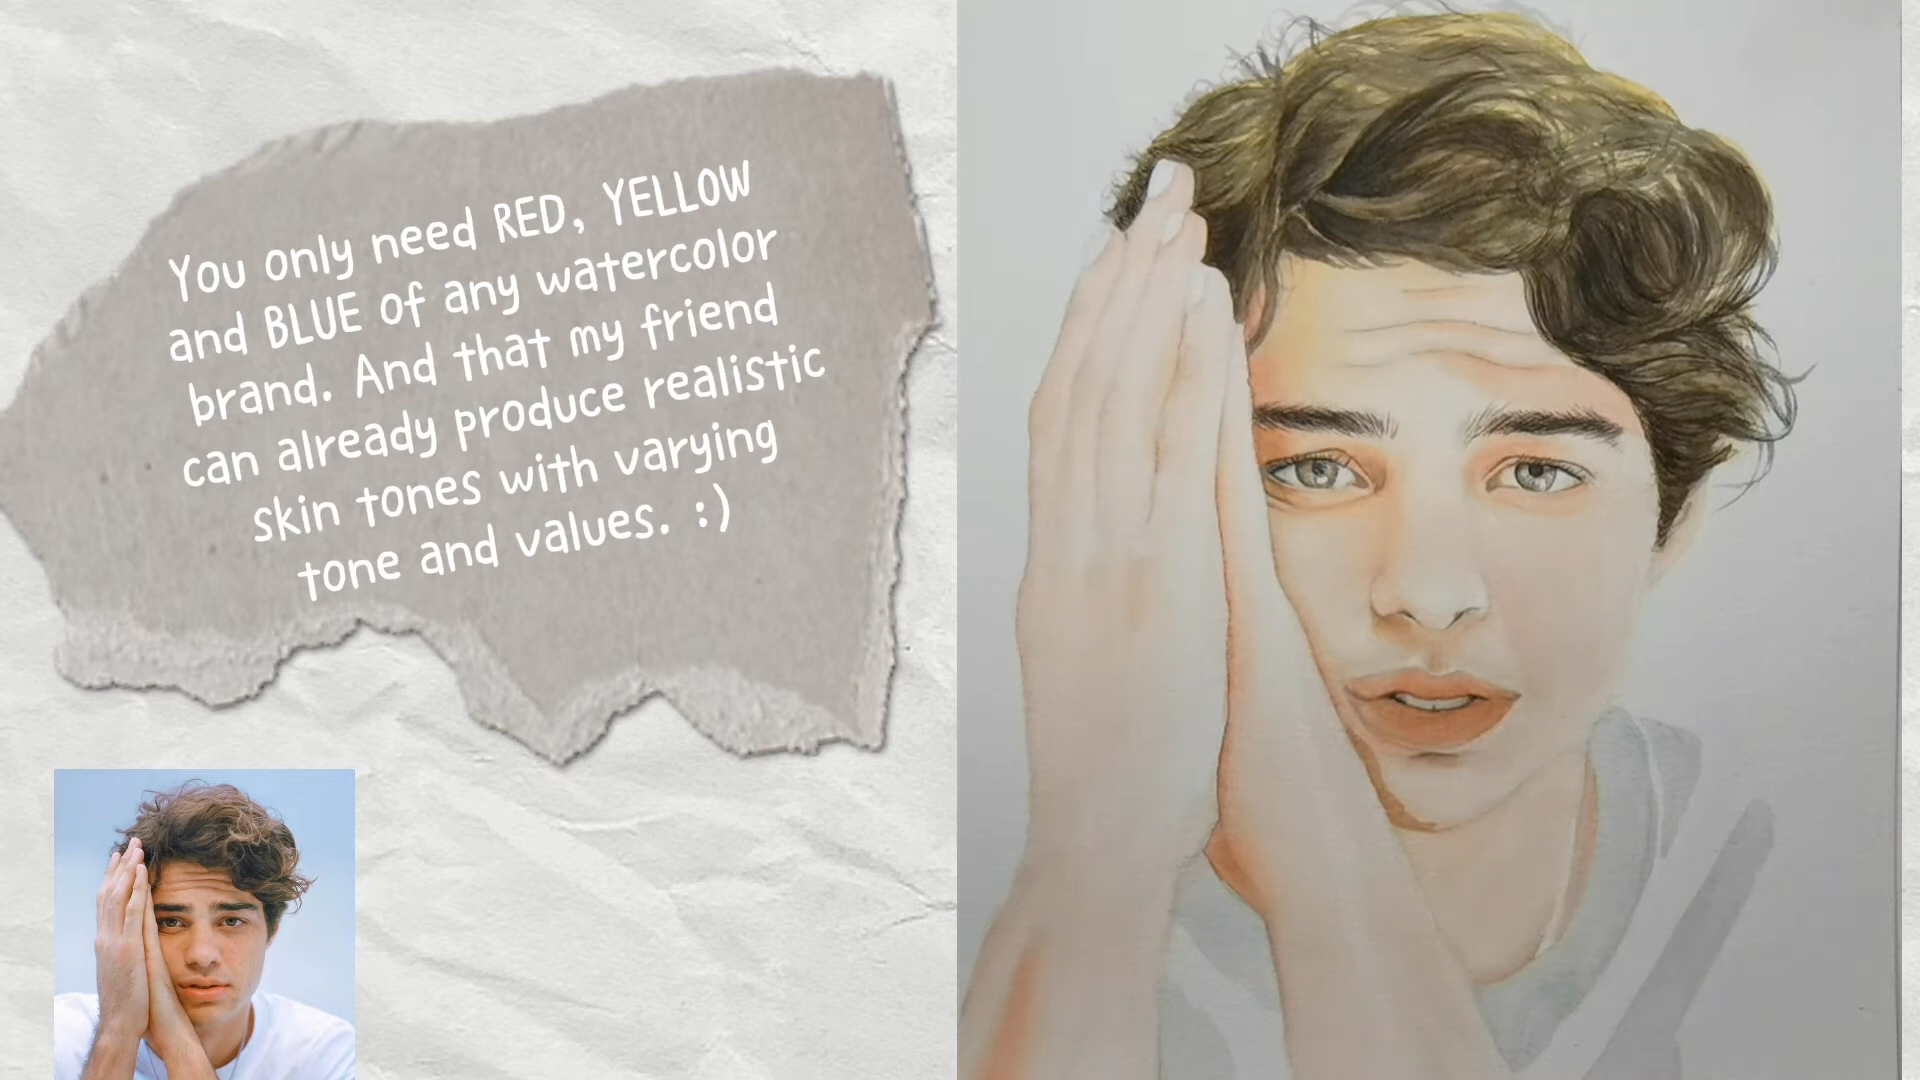 You only need RED, YELLOW
and BLUE of any watercolor
brand. And that my friend
can already produce realistic
skin tones with varying
tone and values. :)